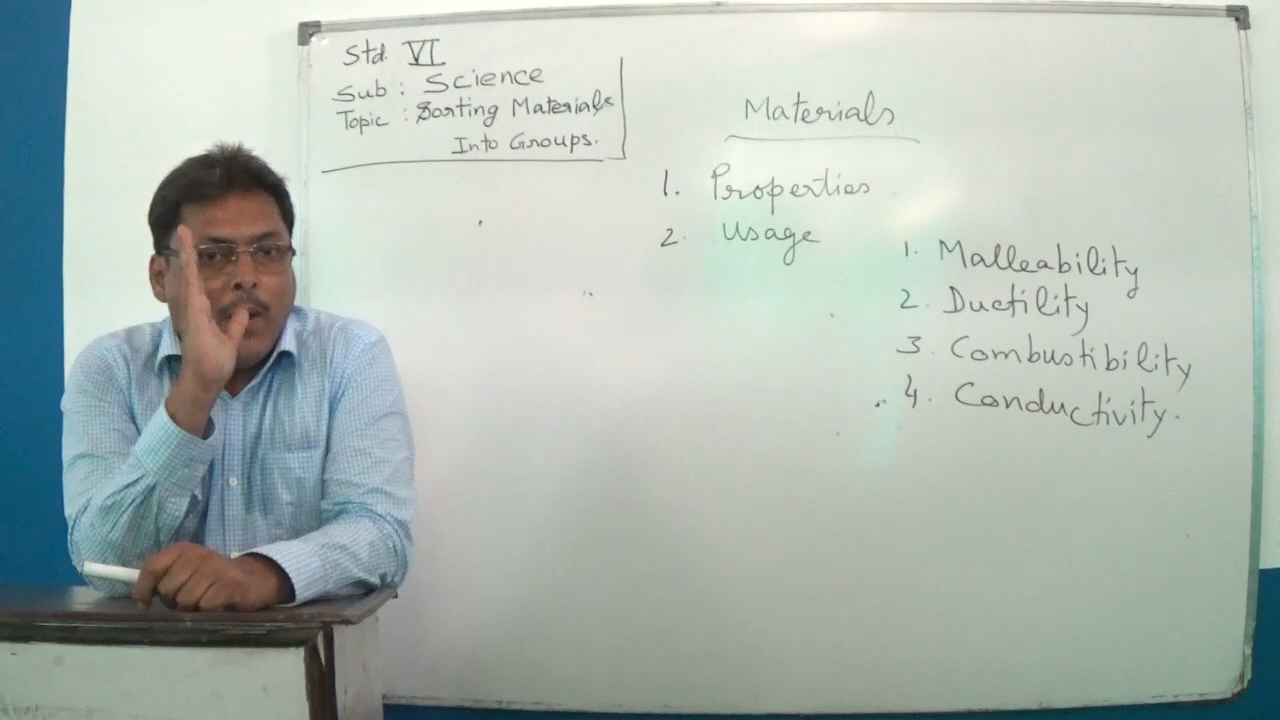 Std. VI
Sub : Science
Topic : Sorting Materials
Into Groups.
Materials
1. Properties
2. Usage
1. Malleability
2. Ductility
3. Combustibility
4. Conductivity.